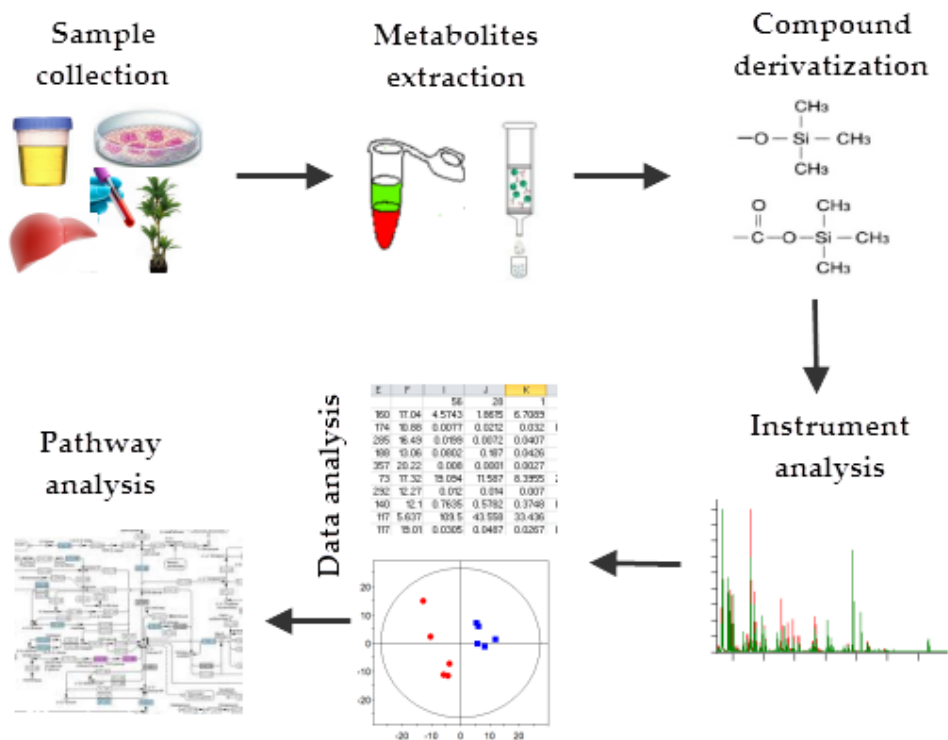 Sample
collection
Metabolites
extraction
Compound
derivatization
CH3
—O—Si—CH3
CH3
O
CH3
—C—O—Si—CH3
CH3
Instrument
analysis
Data analysis
E F I J K
56 28 1
160 17.04 4.5743 1.8615 6.7089
174 10.88 0.0077 0.0212 0.032
285 16.49 0.0199 0.0072 0.0407
188 13.06 0.0802 0.187 0.0426
357 20.22 0.008 0.0001 0.0027
73 17.32 19.094 11.587 8.3955
292 12.27 0.012 0.014 0.007
140 12.1 0.7635 0.5782 0.3748
117 5.637 109.5 43.558 33.436
117 19.01 0.0305 0.0487 0.0267
20
10
0
-10
-20
-20 -10 0 10 20
Pathway
analysis